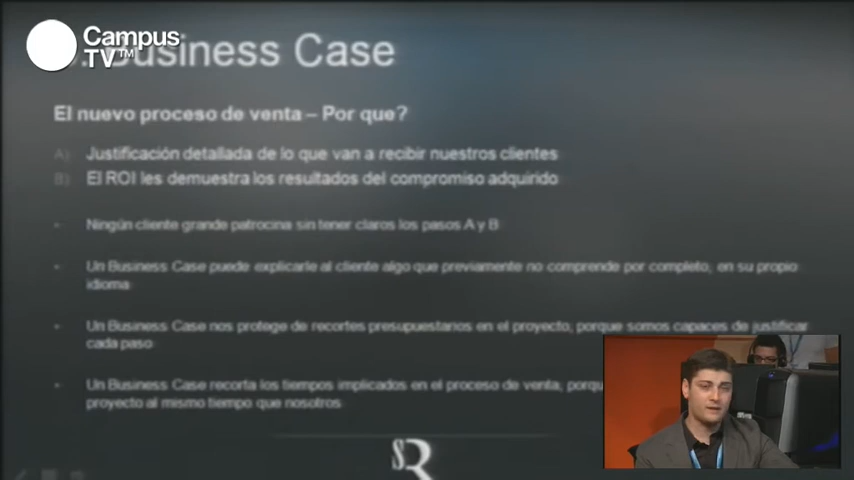 Campus
TV™
Business Case
El nuevo proceso de venta – Por que?
A) Justificación detallada de lo que van a recibir nuestros clientes
B) El ROI les demuestra los resultados del compromiso adquirido
- Ningún cliente grande patrocina sin tener claros los pasos A y B
- Un Business Case puede explicarle al cliente algo que previamente no comprende por completo, en su propio
idioma
- Un Business Case nos protege de recortes presupuestarios en el proyecto, porque somos capaces de justificar
cada paso
- Un Business Case recorta los tiempos implicados en el proceso de venta,
proyecto al mismo tiempo que nosotros